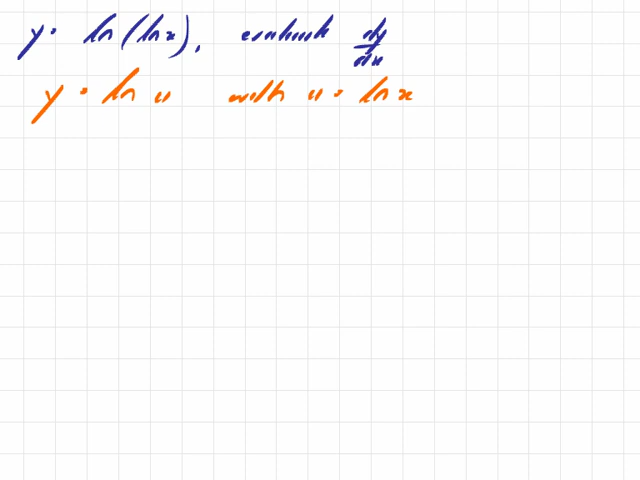 y = ln(ln x), evaluate dy/dx
y = ln u with u = ln x